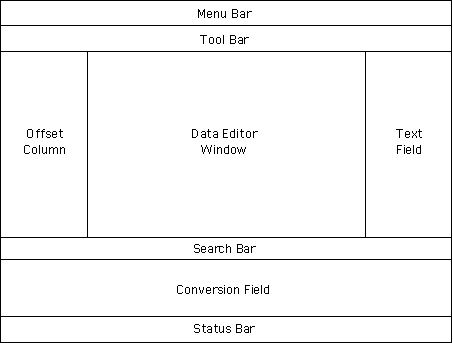 Menu Bar
Tool Bar
Offset
Column
Data Editor
Window
Text
Field
Search Bar
Conversion Field
Status Bar